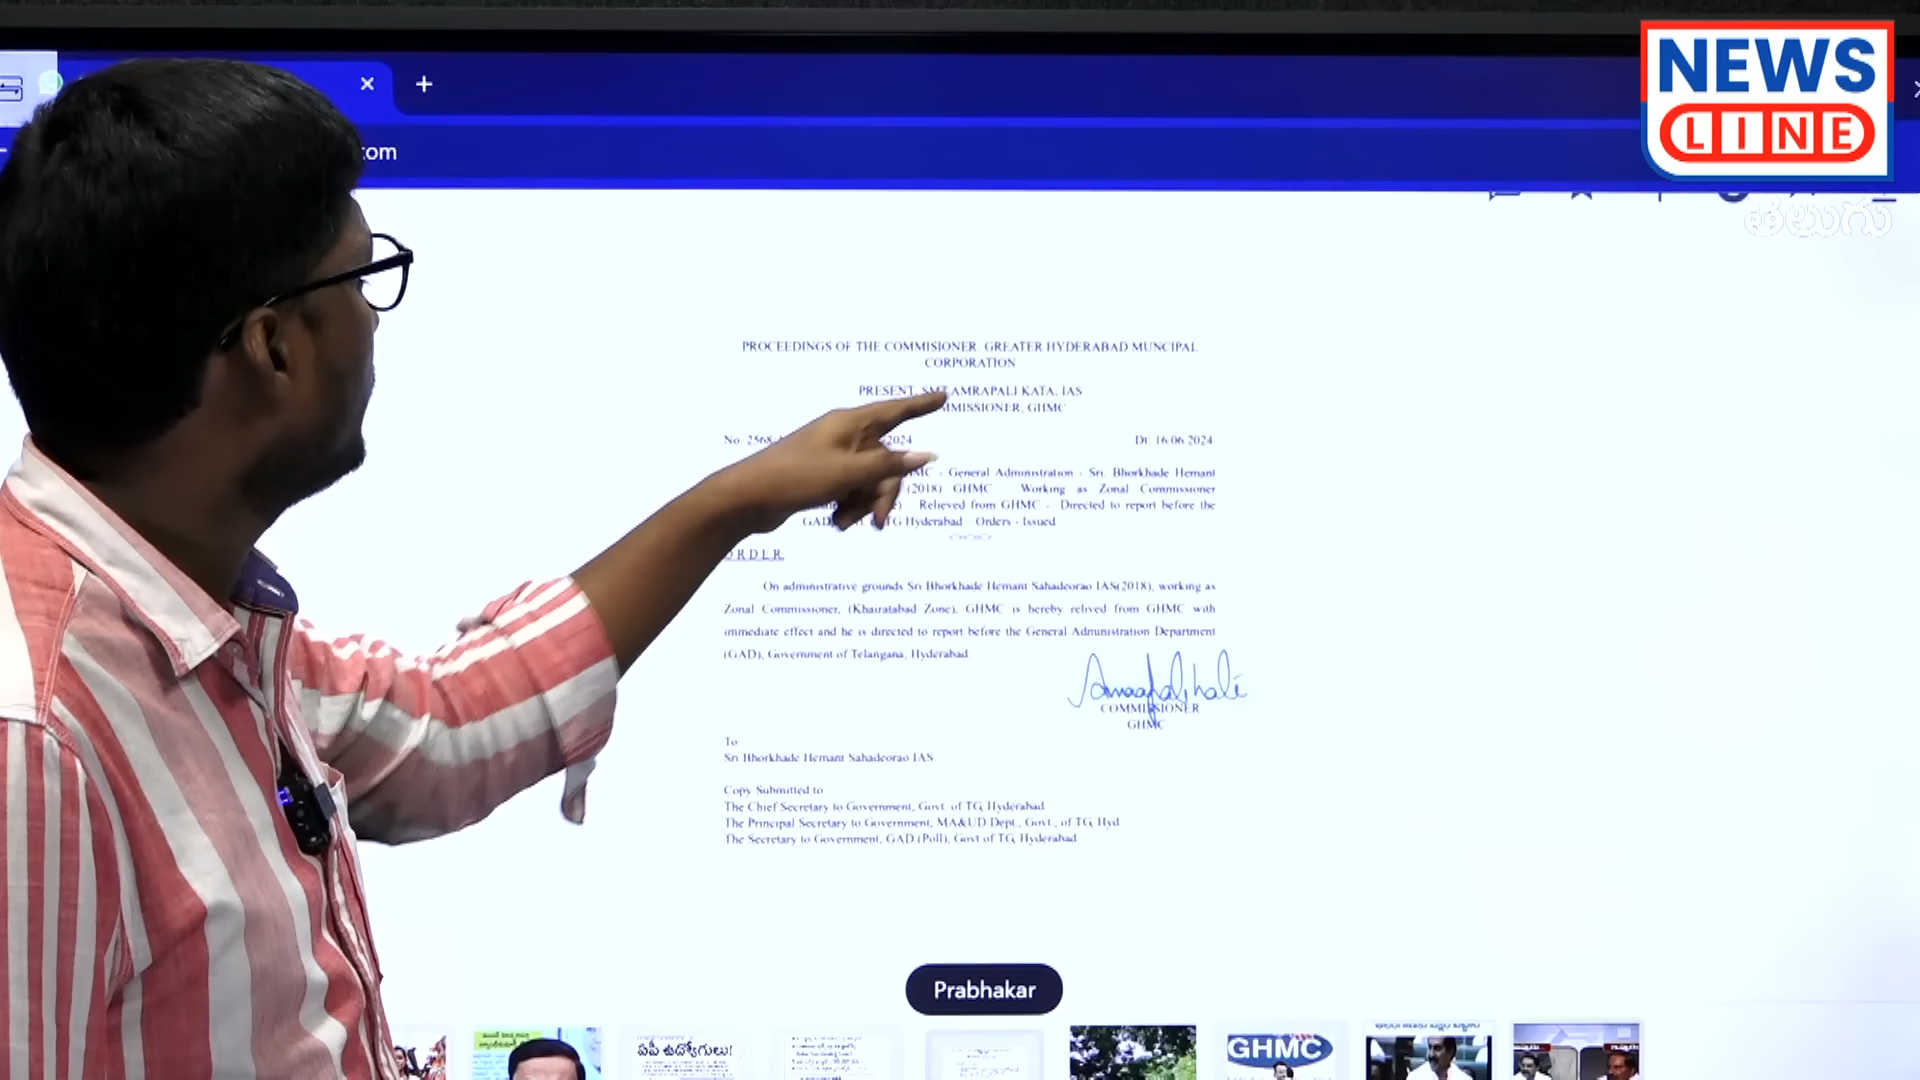 NEWS
LINE
తెలుగు
com
PROCEEDINGS OF THE COMMISIONER GREATER HYDERABAD MUNCIPAL
CORPORATION
PRESENT. SMT AMRAPALI KATA, IAS
MMISSIONER, GHMC
No. 2568 2024 Dt: 16.06.2024
- General Administration - Sri. Bhorkhade Hemant
(2018) GHMC Working as Zonal Commissioner
Relieved from GHMC - Directed to report before the
GAD, TG Hyderabad Orders - Issued
ORDER
On administrative grounds Sri Bhorkhade Hemant Sahadeorao IAS(2018), working as
Zonal Commissioner, (Khairatabad Zone), GHMC is hereby relived from GHMC with
immediate effect and he is directed to report before the General Administration Department
(GAD), Government of Telangana, Hyderabad
COMMISSIONER
GHMC
To
Sri Bhorkhade Hemant Sahadeorao IAS
Copy Submitted to
The Chief Secretary to Government, Govt. of TG, Hyderabad
The Principal Secretary to Government, MA&UD Dept., Govt., of TG, Hyd
The Secretary to Government, GAD (Poll), Govt of TG, Hyderabad
Prabhakar
ఏపీ ఉద్యోగులు!
GHMC